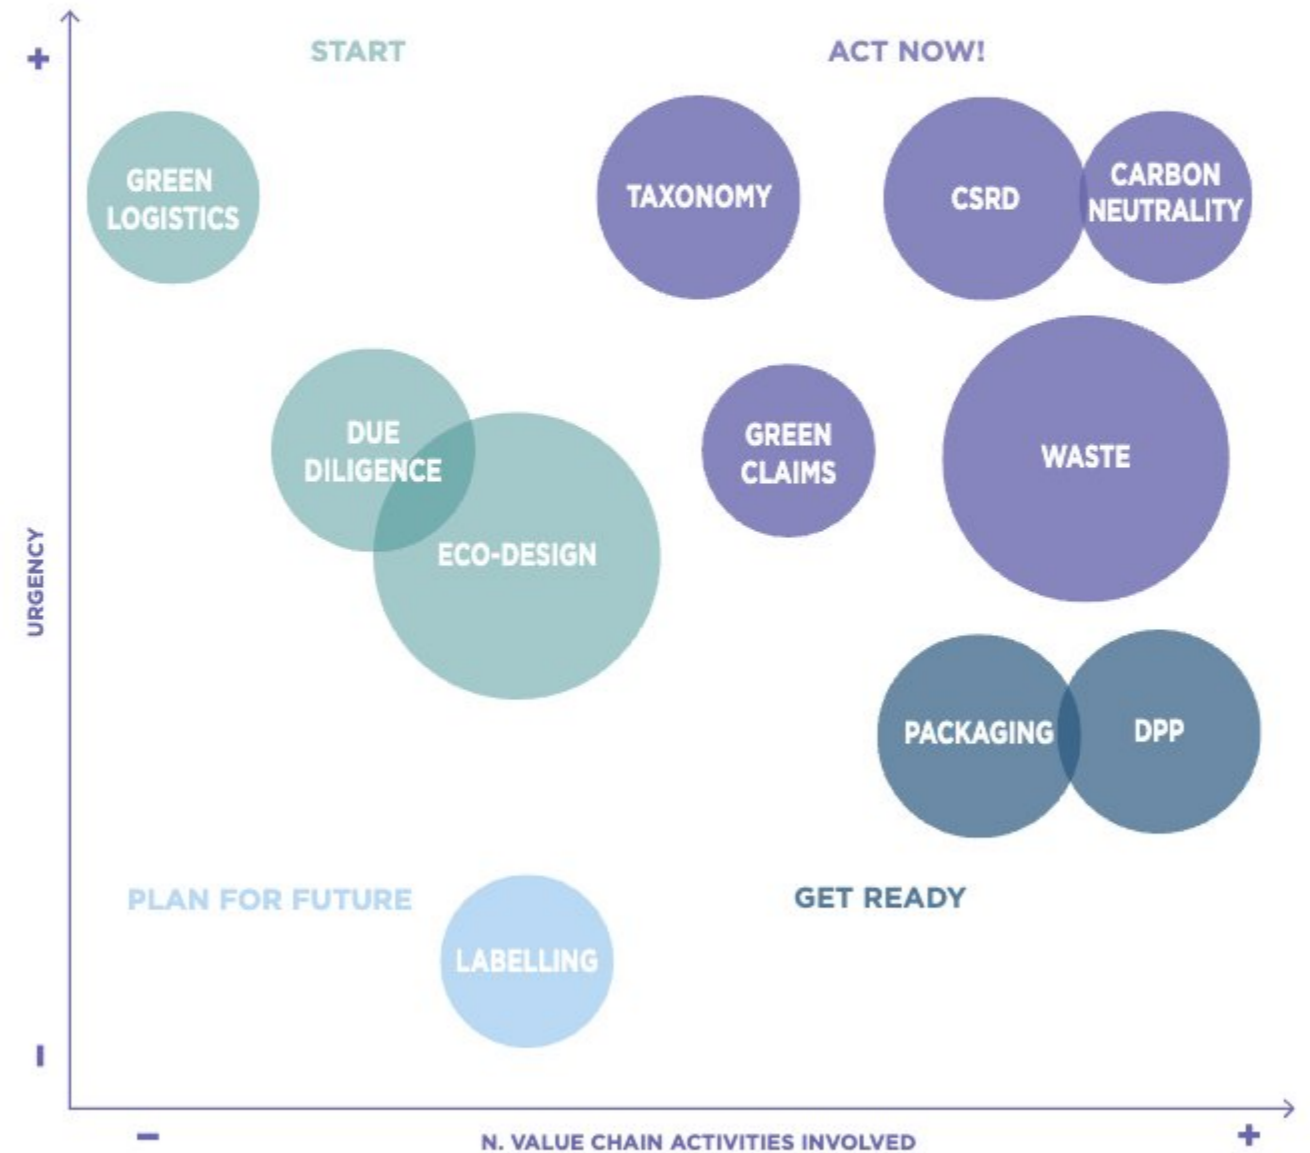 +
START
ACT NOW!
GREEN
LOGISTICS
TAXONOMY
CSRD
CARBON
NEUTRALITY
DUE
DILIGENCE
GREEN
CLAIMS
WASTE
ECO-DESIGN
URGENCY
PACKAGING
DPP
PLAN FOR FUTURE
GET READY
LABELLING
-
-
N. VALUE CHAIN ACTIVITIES INVOLVED
+